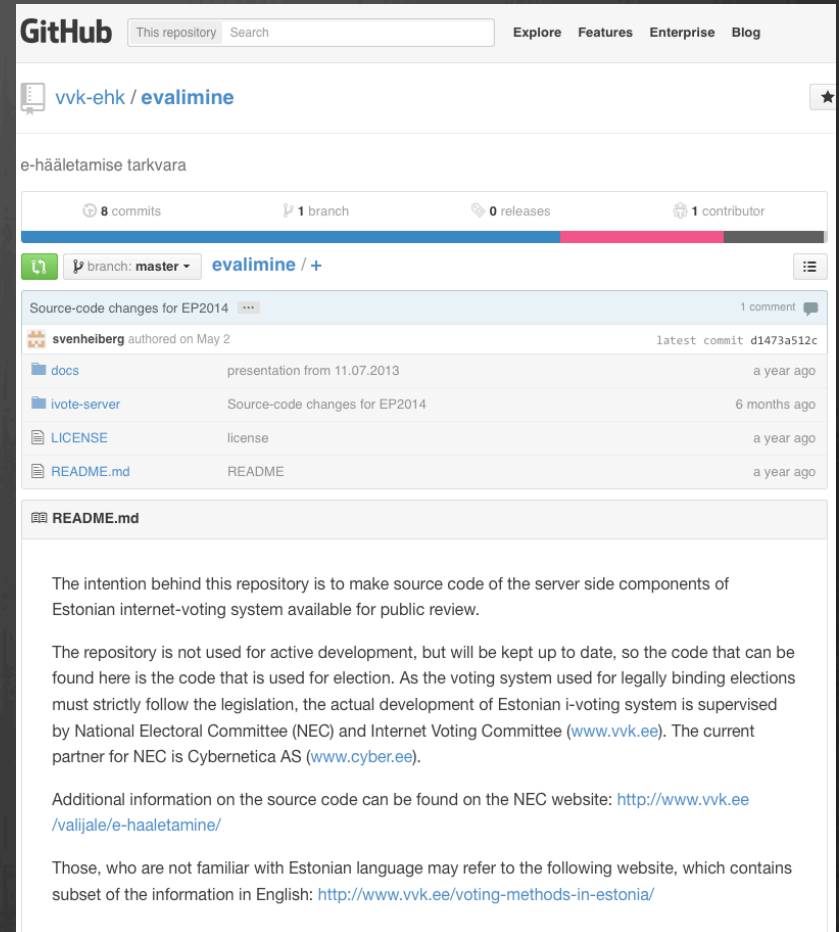 GitHub This repository Search Explore Features Enterprise Blog
vvk-ehk / evalimine
e-hääletamise tarkvara
8 commits 1 branch 0 releases 1 contributor
branch: master evalimine / +
Source-code changes for EP2014 ... 1 comment
svenheiberg authored on May 2 latest commit d1473a512c
docs presentation from 11.07.2013 a year ago
ivote-server Source-code changes for EP2014 6 months ago
LICENSE license a year ago
README.md README a year ago
README.md
The intention behind this repository is to make source code of the server side components of
Estonian internet-voting system available for public review.
The repository is not used for active development, but will be kept up to date, so the code that can be
found here is the code that is used for election. As the voting system used for legally binding elections
must strictly follow the legislation, the actual development of Estonian i-voting system is supervised
by National Electoral Committee (NEC) and Internet Voting Committee (www.vvk.ee). The current
partner for NEC is Cybernetica AS (www.cyber.ee).
Additional information on the source code can be found on the NEC website: http://www.vvk.ee
/valijale/e-haaletamine/
Those, who are not familiar with Estonian language may refer to the following website, which contains
subset of the information in English: http://www.vvk.ee/voting-methods-in-estonia/